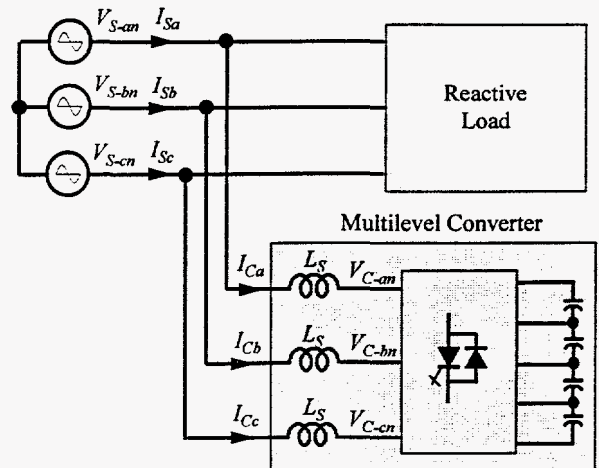 V_{S-an} I_{Sa}
V_{S-bn} I_{Sb}
V_{S-cn} I_{Sc}
Reactive
Load
Multilevel Converter
I_{Ca} L_S V_{C-an}
I_{Cb} L_S V_{C-bn}
I_{Cc} L_S V_{C-cn}